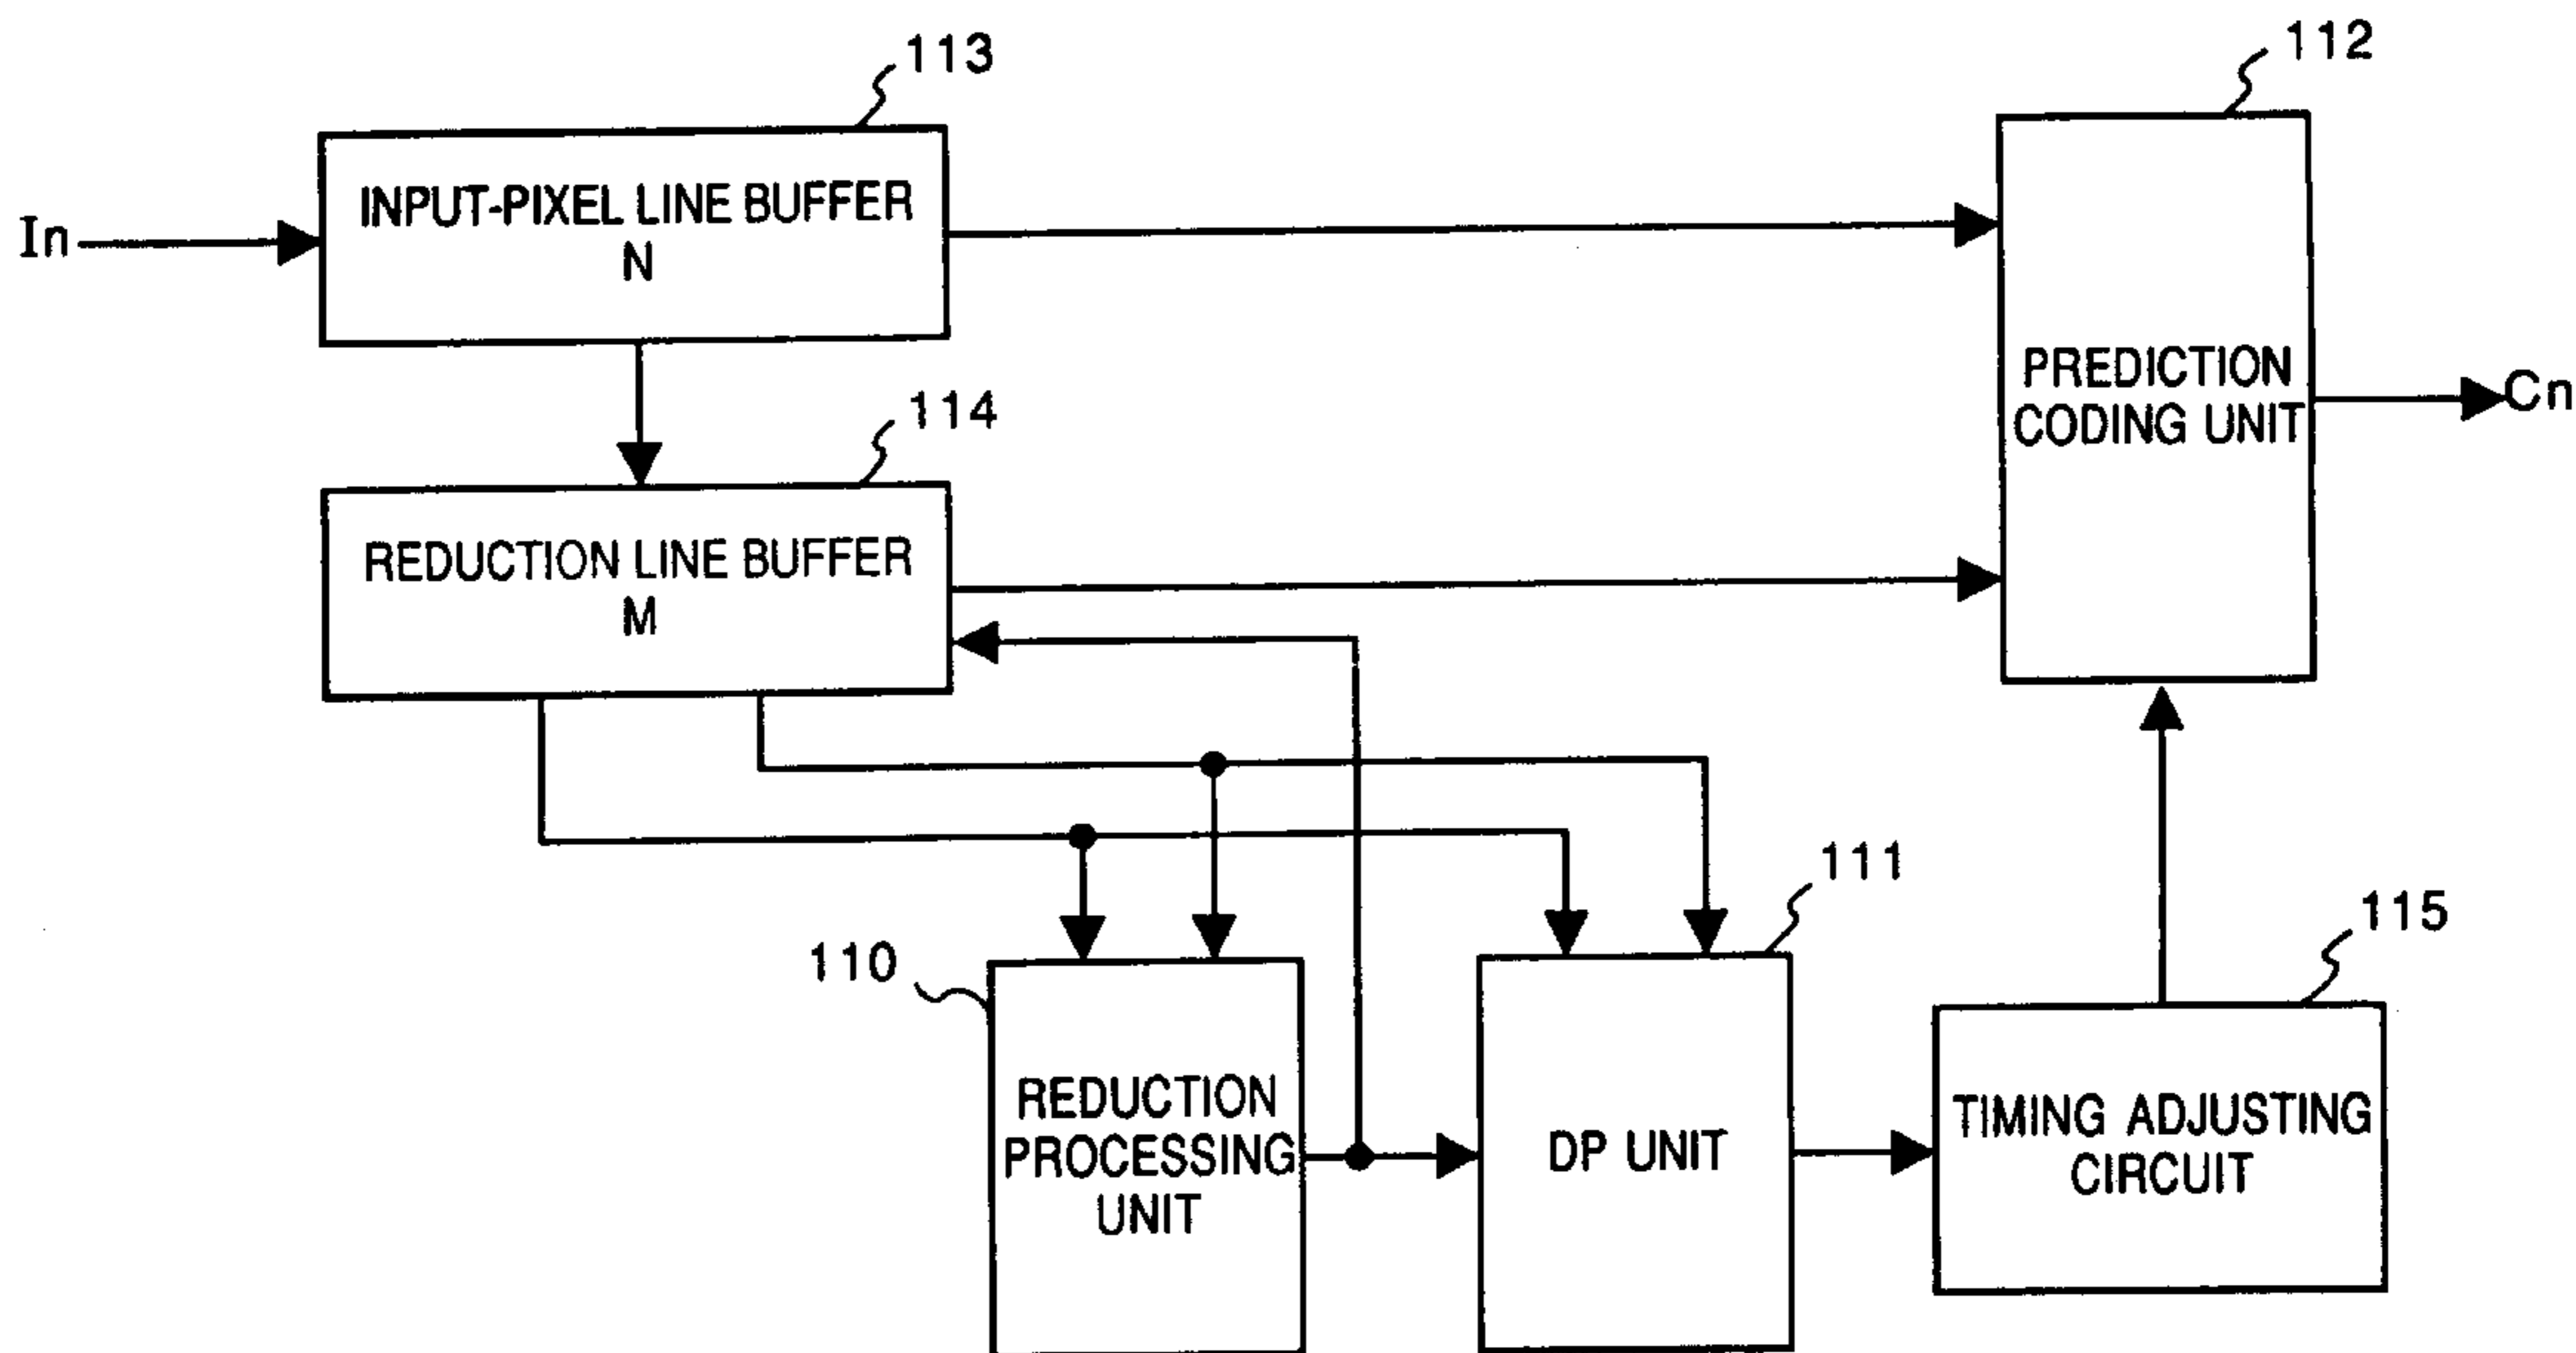 113
112
INPUT-PIXEL LINE BUFFER
N
In
PREDICTION
CODING UNIT
Cn
114
REDUCTION LINE BUFFER
M
111
115
110
REDUCTION
PROCESSING
UNIT
DP UNIT
TIMING ADJUSTING
CIRCUIT